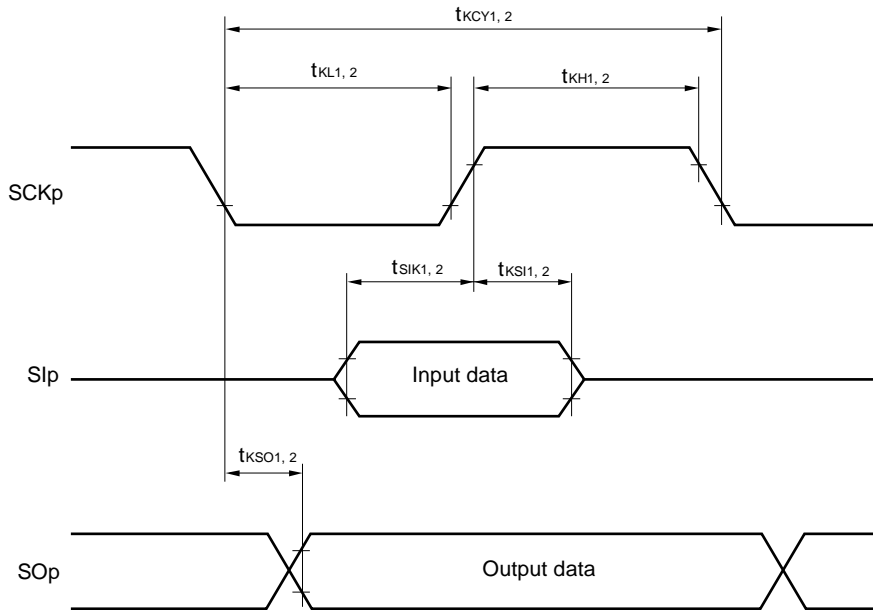 tKCY1, 2
tKL1, 2
tKH1, 2
SCKp
tSIK1, 2
tKSI1, 2
SIp
Input data
tKSO1, 2
SOp
Output data